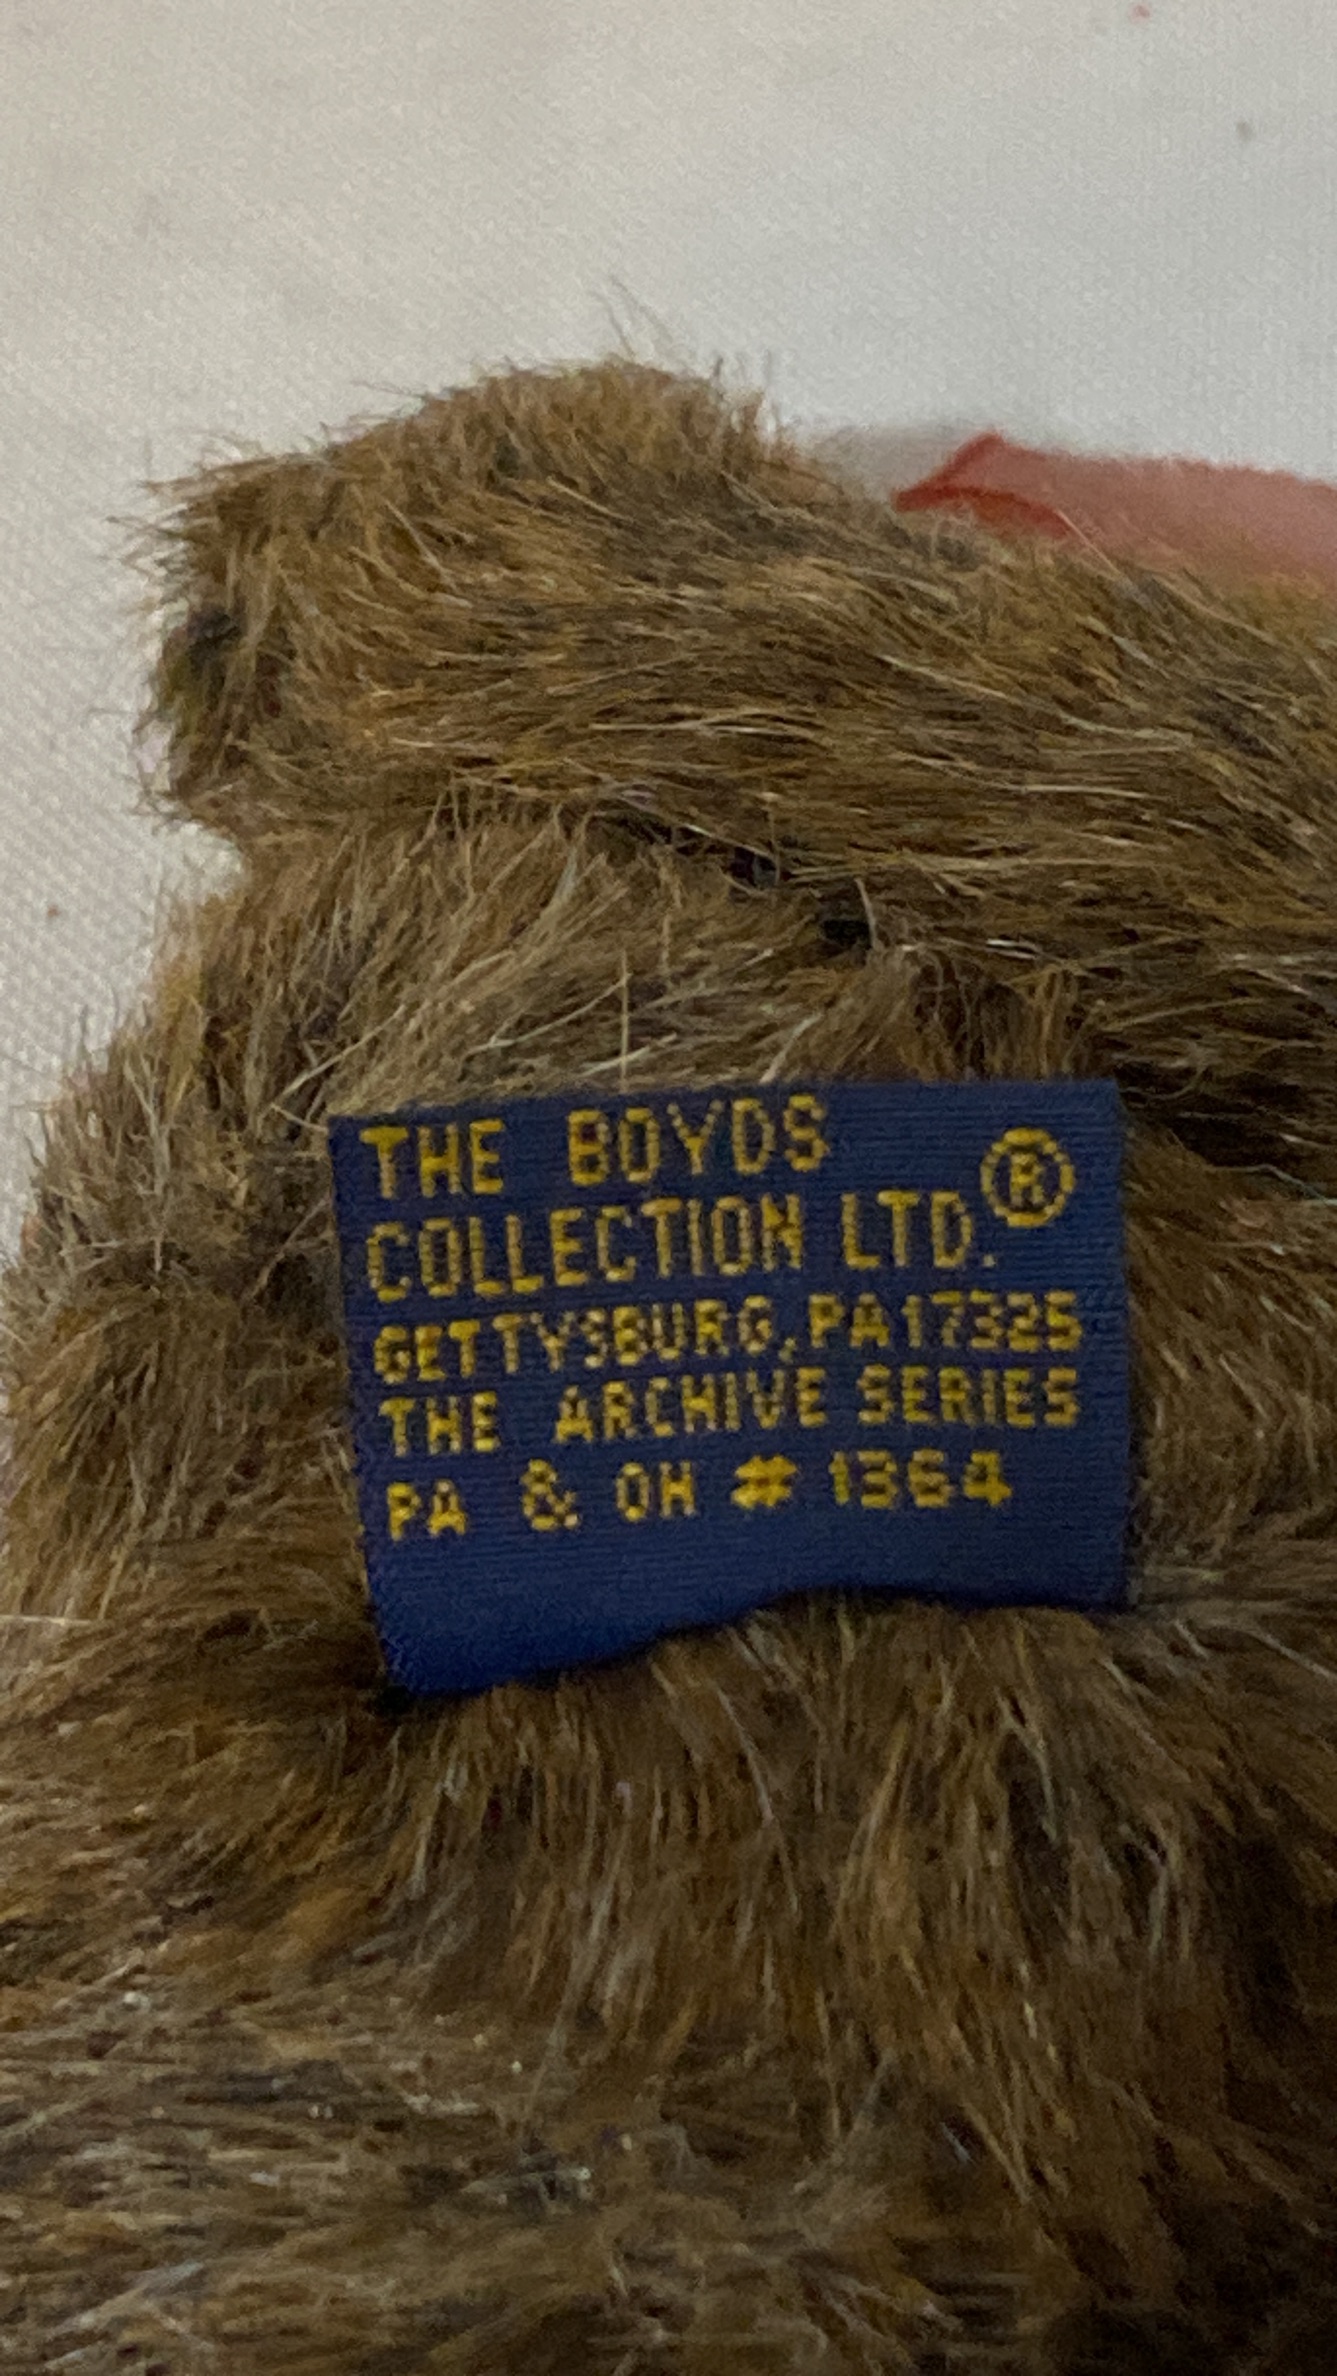 THE BOYDS
COLLECTION LTD.®
GETTYSBURG, PA 17325
THE ARCHIVE SERIES
PA & OH # 1364